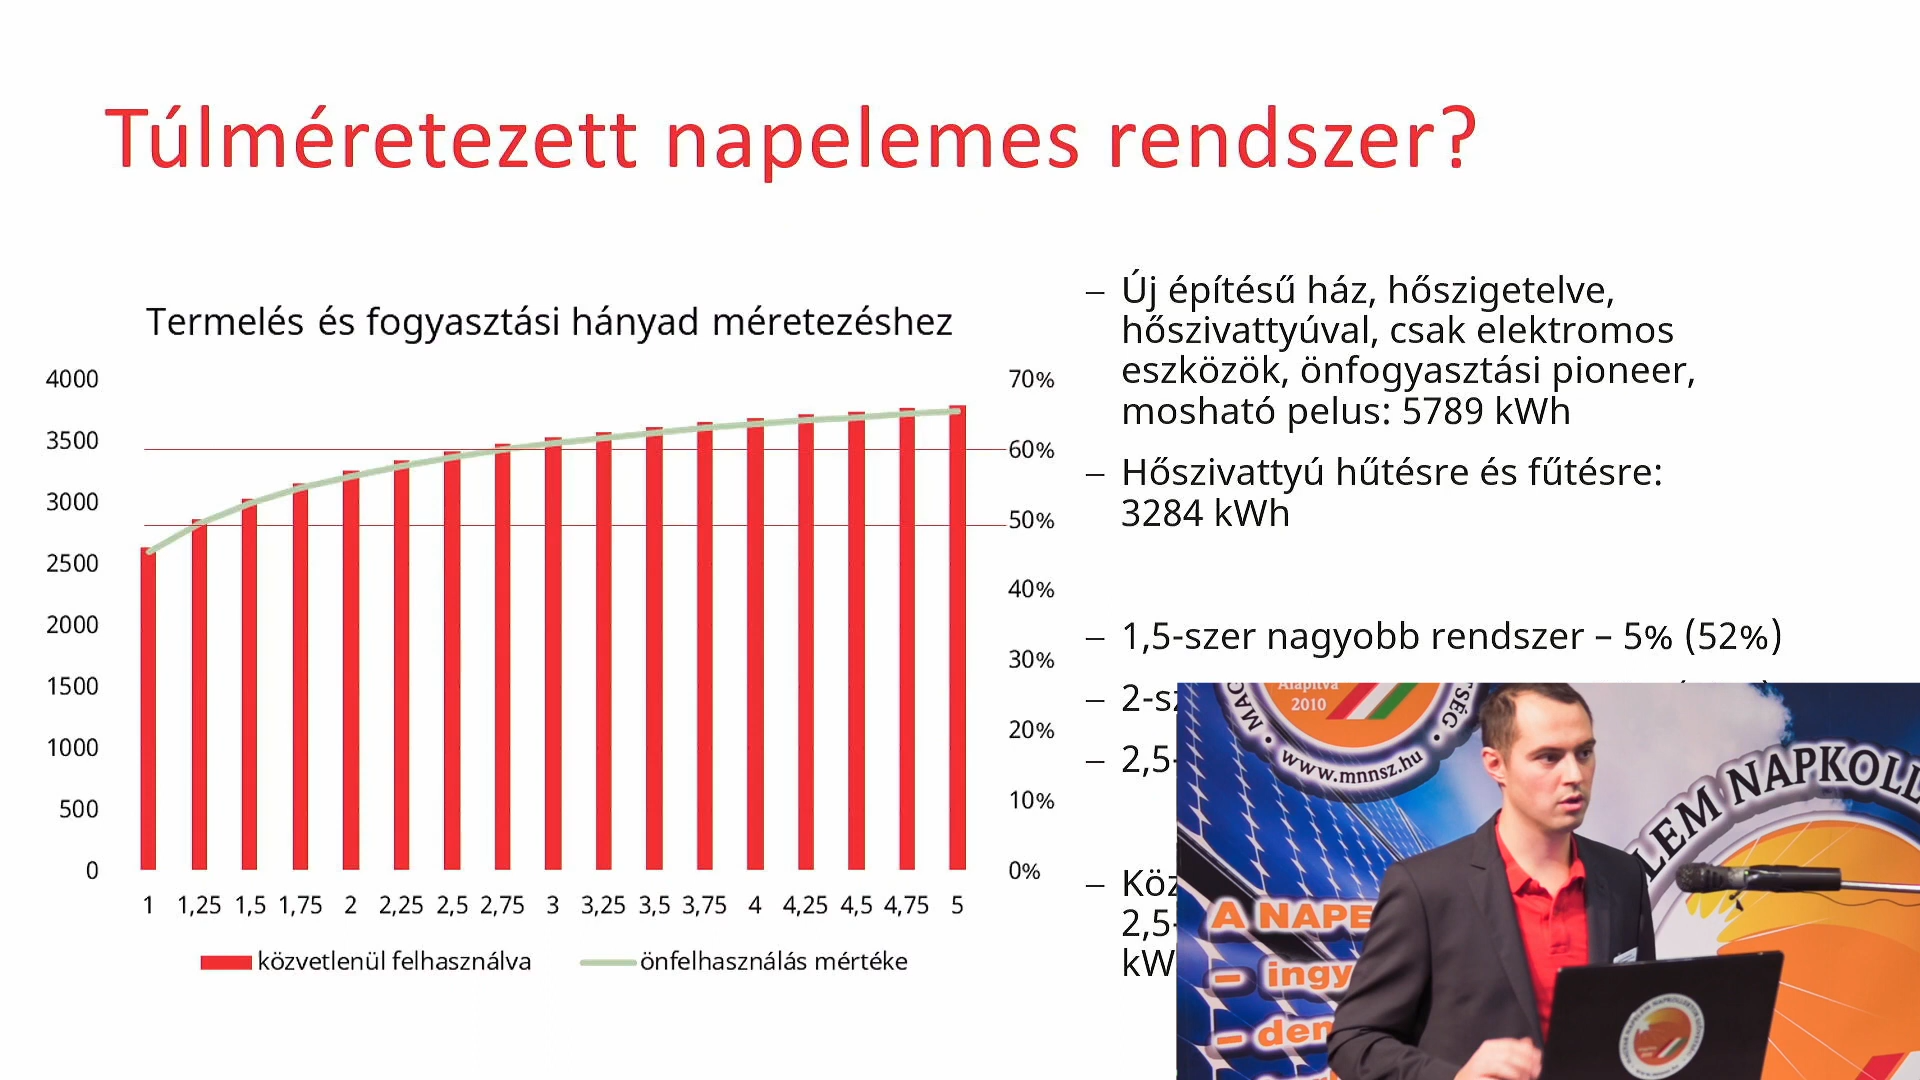 Túlméretezett napelemes rendszer?
Termelés és fogyasztási hányad méretezéshez
4000
3500
3000
2500
2000
1500
1000
500
0
70%
60%
50%
40%
30%
20%
10%
0%
1 1,25 1,5 1,75 2 2,25 2,5 2,75 3 3,25 3,5 3,75 4 4,25 4,5 4,75 5
közvetlenül felhasználva önfelhasználás mértéke
– Új építésű ház, hőszigetelve,
hőszivattyúval, csak elektromos
eszközök, önfogyasztási pioneer,
mosható pelus: 5789 kWh
– Hőszivattyú hűtésre és fűtésre:
3284 kWh
– 1,5-szer nagyobb rendszer – 5% (52%)
– 2-sz
– 2,5-
– Köz
2,5-
kW
Alapítva
2010
MAG
SÉG
• www.mnnsz.hu •
LEM NAPKOLL
A NAPE
– ingy
– den